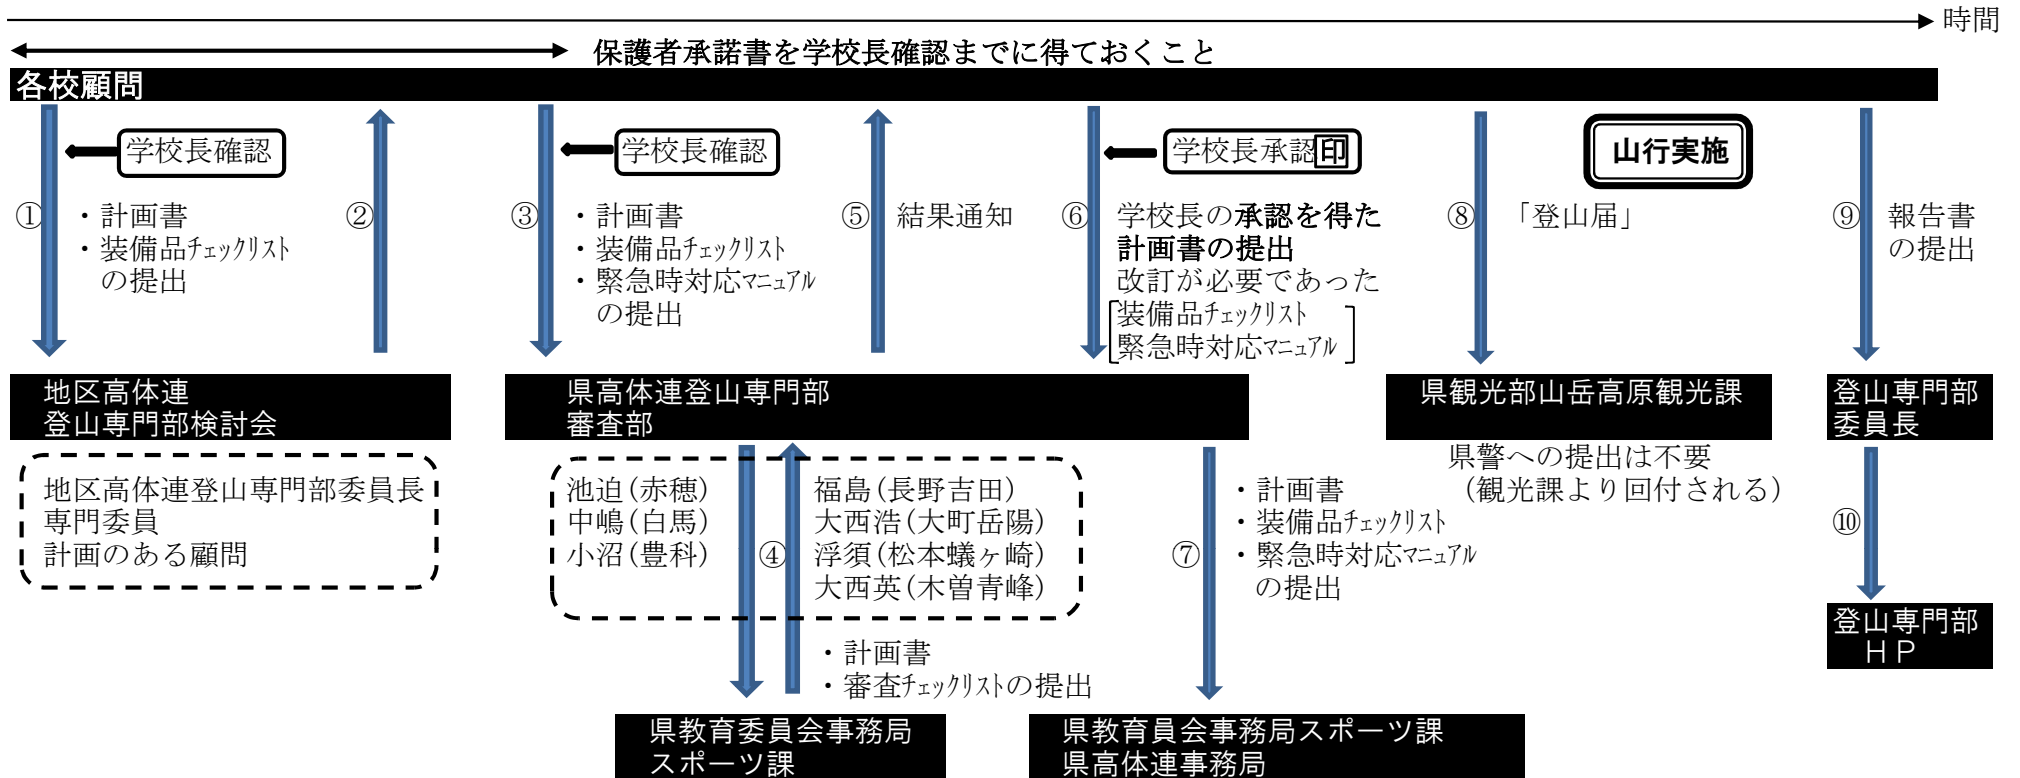 時間
保護者承諾書を学校長確認までに得ておくこと
各校顧問
学校長確認
①
・計画書
・装備品チェックリスト
の提出
②
学校長確認
③
・計画書
・装備品チェックリスト
・緊急時対応マニュアル
の提出
⑤
結果通知
学校長承認印
⑥
学校長の承認を得た
計画書の提出
改訂が必要であった
装備品チェックリスト
緊急時対応マニュアル
⑧
「登山届」
山行実施
⑨
報告書
の提出
地区高体連
登山専門部検討会
地区高体連登山専門部委員長
専門委員
計画のある顧問
県高体連登山専門部
審査部
池迫(赤穂)
中嶋(白馬)
小沼(豊科)
④
福島(長野吉田)
大西浩(大町岳陽)
浮須(松本蟻ヶ崎)
大西英(木曽青峰)
・計画書
・審査チェックリストの提出
県教育委員会事務局
スポーツ課
⑦
・計画書
・装備品チェックリスト
・緊急時対応マニュアル
の提出
県教育員会事務局スポーツ課
県高体連事務局
県観光部山岳高原観光課
県警への提出は不要
(観光課より回付される)
登山専門部
委員長
⑩
登山専門部
HP